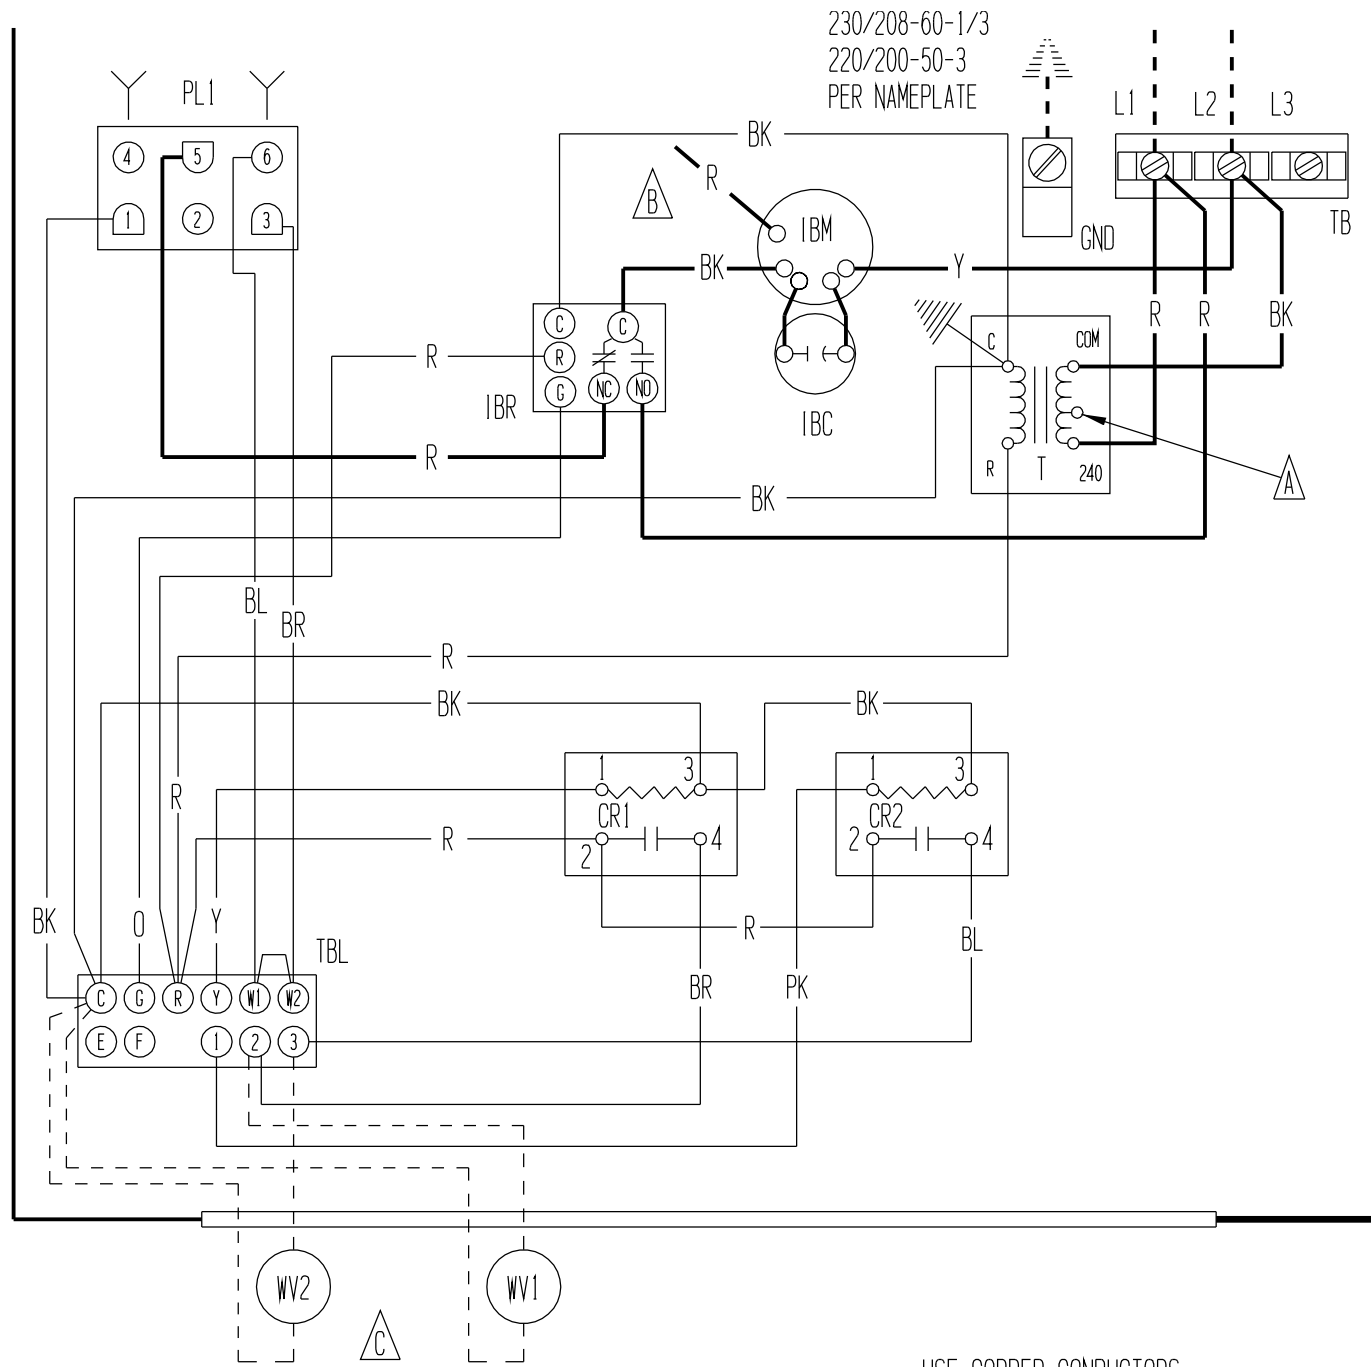 230/208-60-1/3
220/200-50-3
PER NAMEPLATE
PL1
L1 L2 L3
4 5 6
1 2 3
BK
R
B
IBM
GND
TB
BK
Y
R R BK
C C
R
G NC NO
IBR
R
IBC
C COM
R T 240
A
R
BK
BL
BR
R
BK
BK
1 3
CR1
2 4
1 3
CR2
2 4
R
R
R
BK
O
Y
TBL
BL
BR
PK
C G R Y W1 W2
E F 1 2 3
WV2
WV1
C